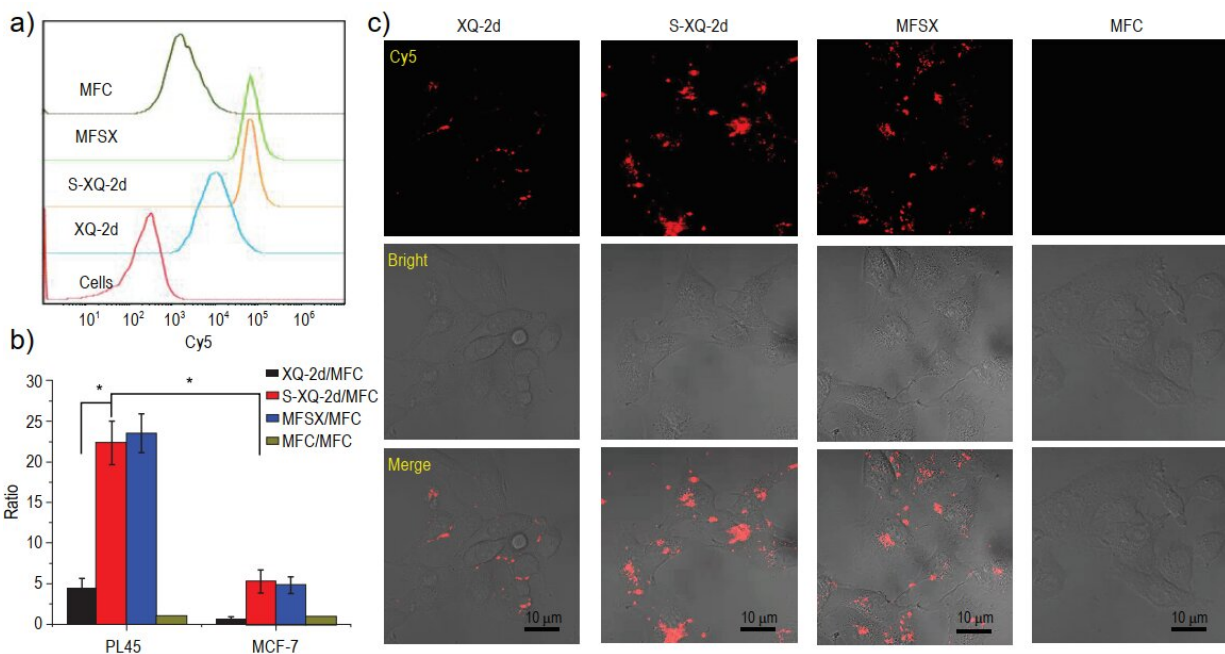 a)
MFC
MFSX
S-XQ-2d
XQ-2d
Cells
10¹ 10² 10³ 10⁴ 10⁵ 10⁶
Cy5
b)
XQ-2d/MFC
S-XQ-2d/MFC
MFSX/MFC
MFC/MFC
* *
30
25
20
15
10
5
0
Ratio
PL45 MCF-7
c)
XQ-2d S-XQ-2d MFSX MFC
Cy5
Bright
Merge
10 μm 10 μm 10 μm 10 μm